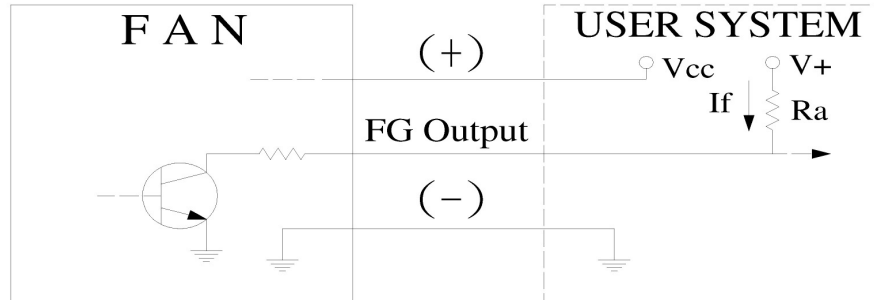 F A N
USER SYSTEM
(+)
Vcc
V+
If
Ra
FG Output
(-)